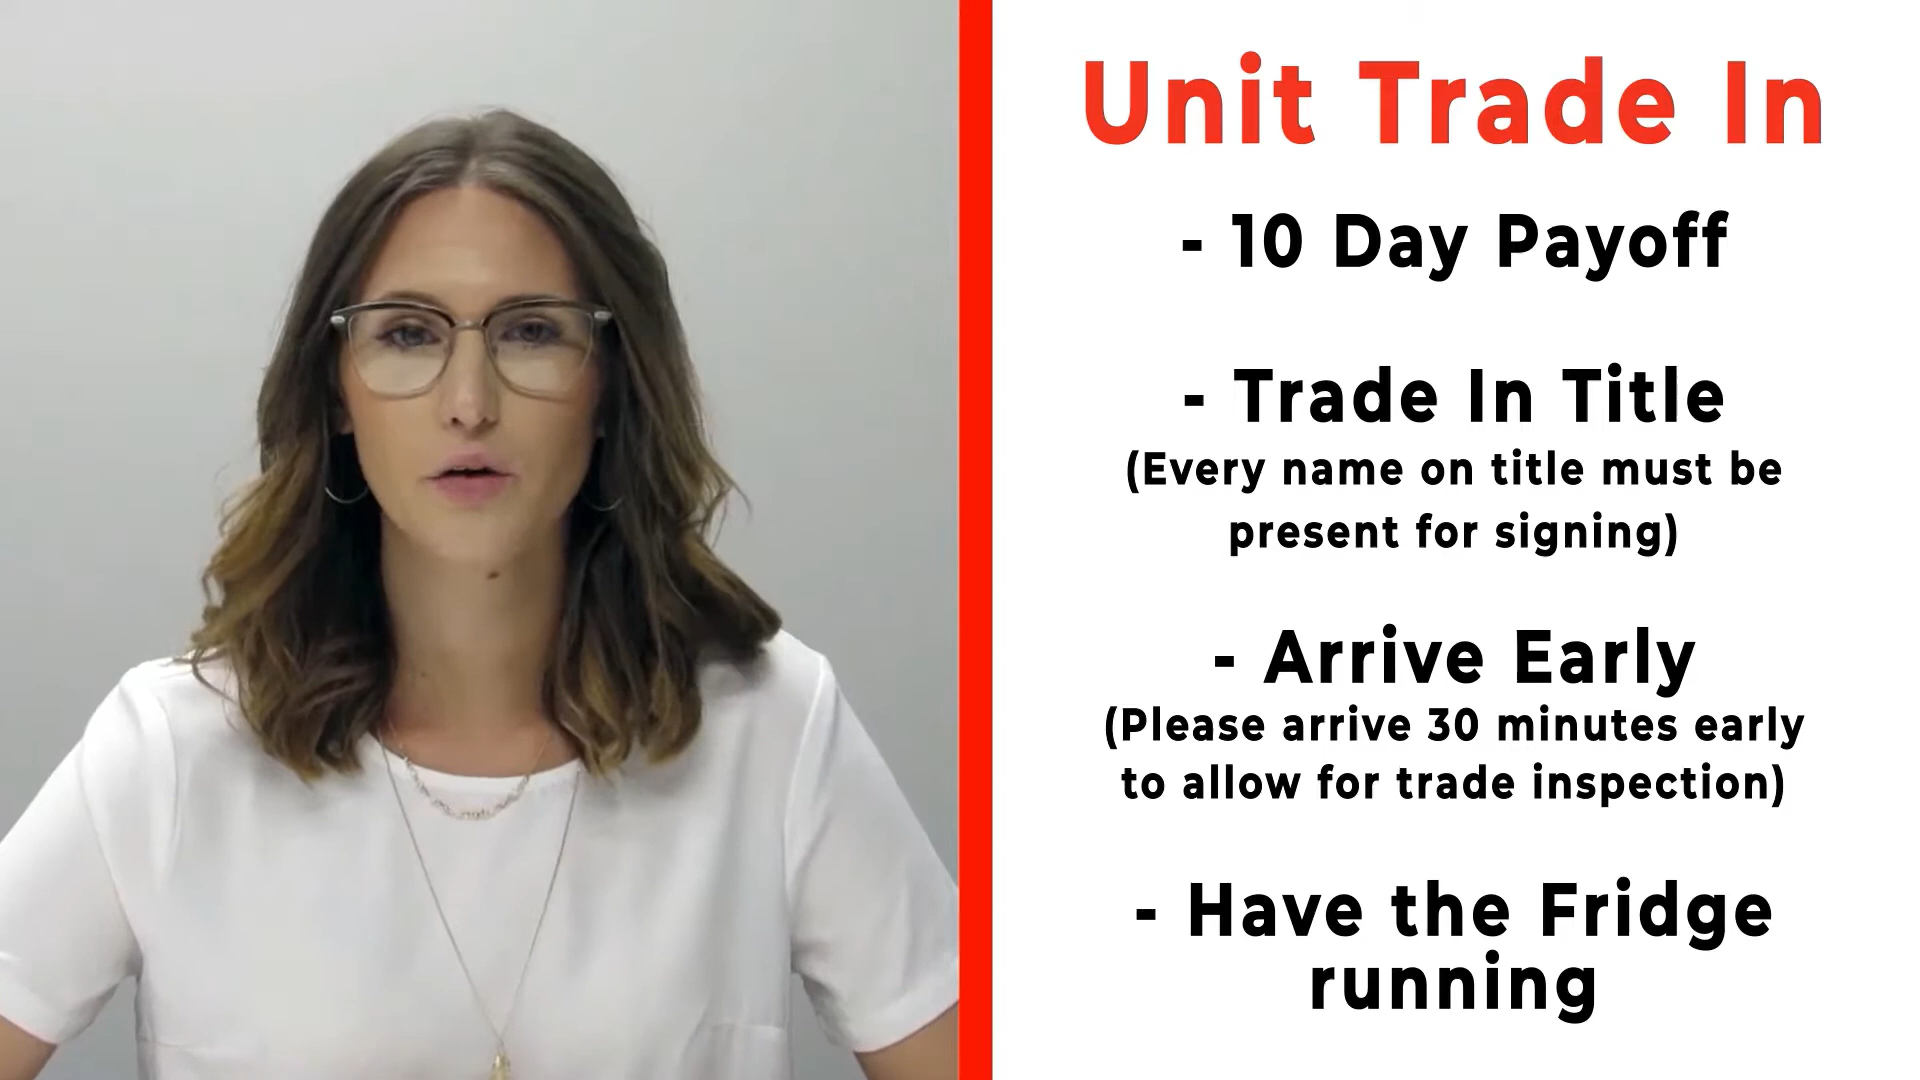 Unit Trade In
- 10 Day Payoff
- Trade In Title
(Every name on title must be
present for signing)
- Arrive Early
(Please arrive 30 minutes early
to allow for trade inspection)
- Have the Fridge
running